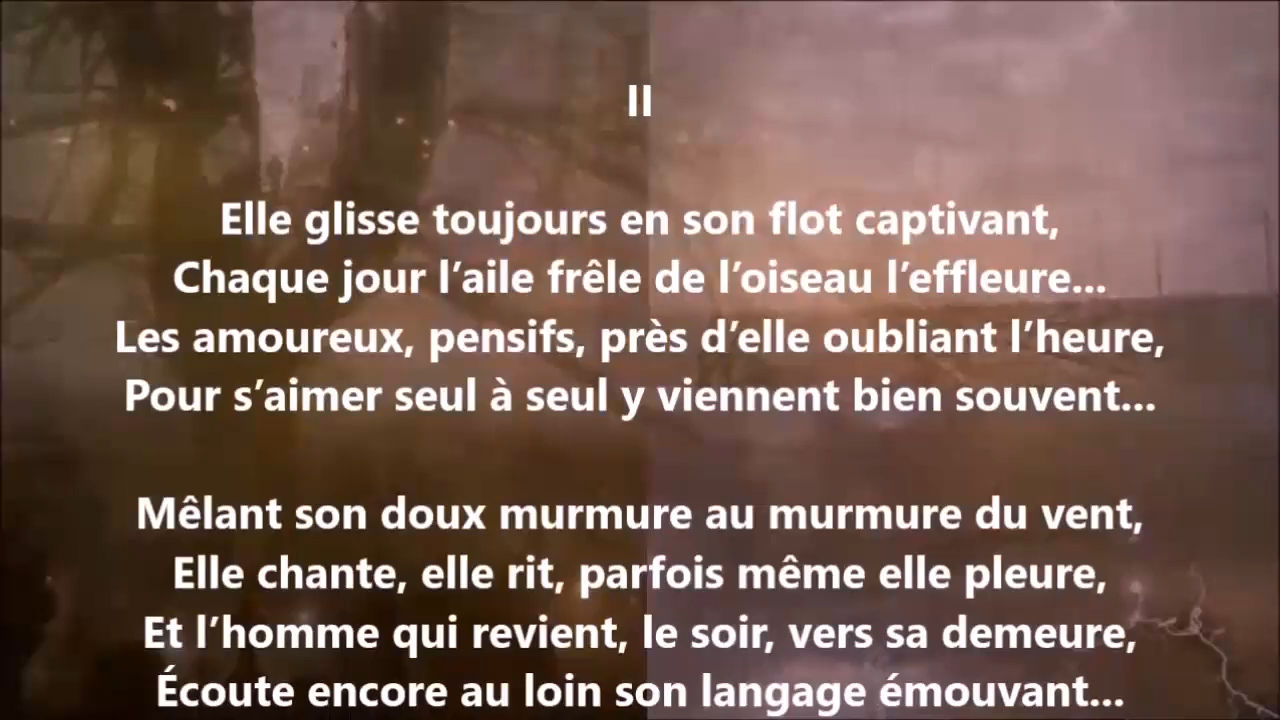 II
Elle glisse toujours en son flot captivant,
Chaque jour l’aile frêle de l’oiseau l’effleure...
Les amoureux, pensifs, près d’elle oubliant l’heure,
Pour s’aimer seul à seul y viennent bien souvent...
Mêlant son doux murmure au murmure du vent,
Elle chante, elle rit, parfois même elle pleure,
Et l’homme qui revient, le soir, vers sa demeure,
Écoute encore au loin son langage émouvant...